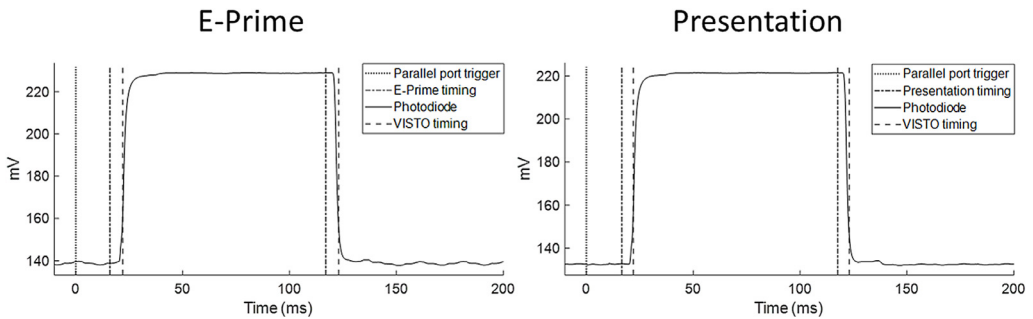 E-Prime
Parallel port trigger
E-Prime timing
Photodiode
VISTO timing
mV
220
200
180
160
140
0
50
100
150
200
Time (ms)
Presentation
Parallel port trigger
Presentation timing
Photodiode
VISTO timing
mV
220
200
180
160
140
0
50
100
150
200
Time (ms)